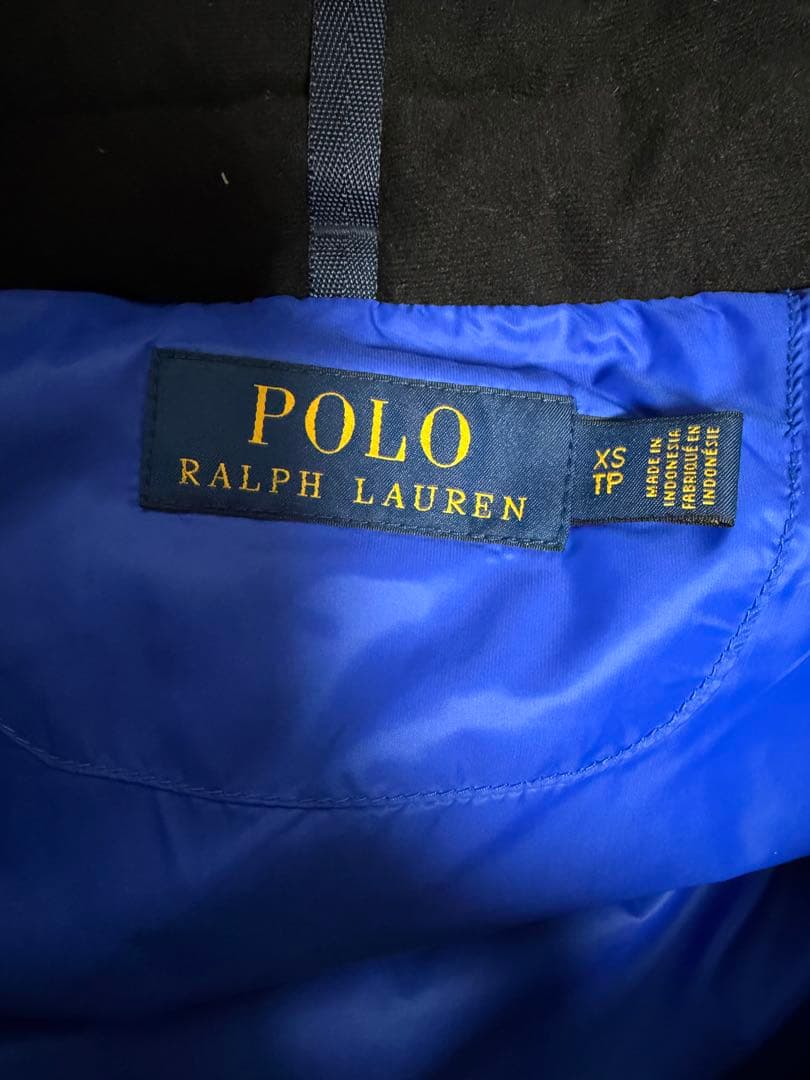 POLO
RALPH LAUREN
XS
TP
MADE IN
INDONESIA
FABRIQUÉ EN
INDONÉSIE